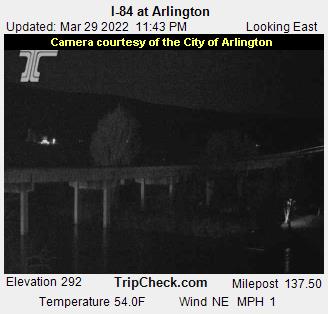 I-84 at Arlington
Updated: Mar 29 2022 11:43 PM Looking East
Camera courtesy of the City of Arlington
Elevation 292 TripCheck.com Milepost 137.50
Temperature 54.0F Wind NE MPH 1